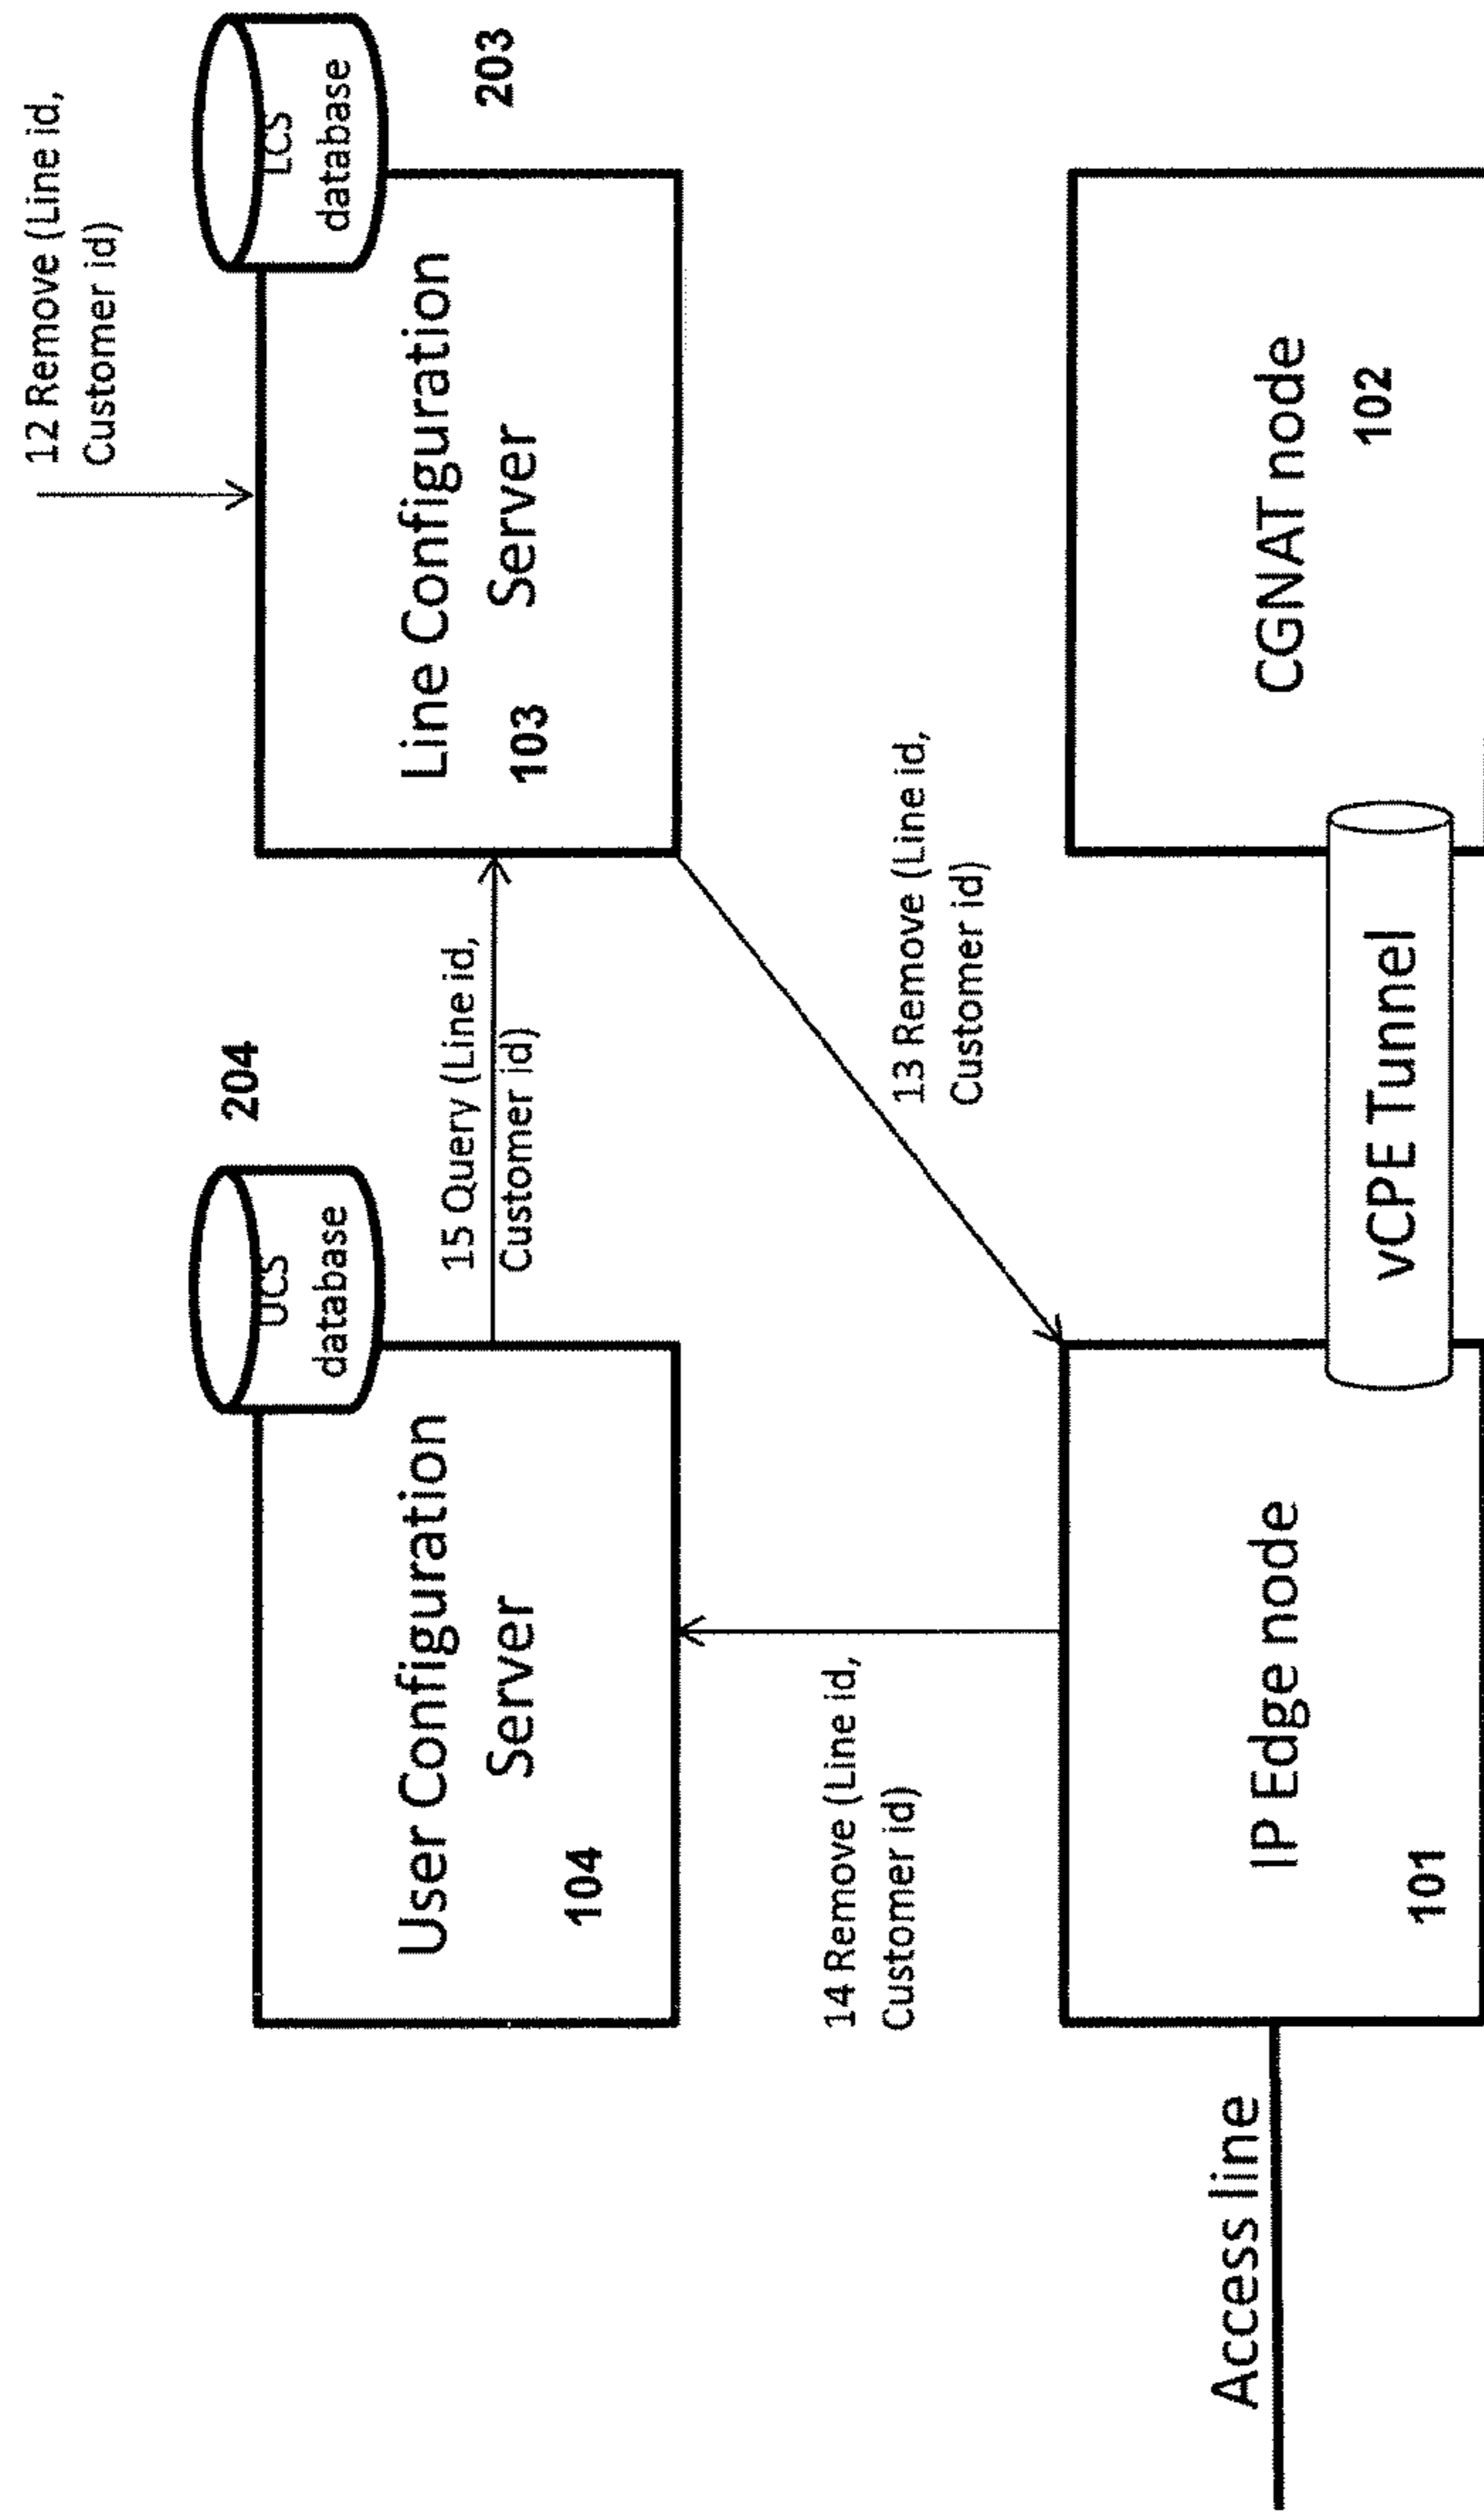 12 Remove (Line id,
Customer id)
204
203
UCS
database
LCS
database
User Configuration
Server
104
15 Query (Line id,
Customer id)
Line Configuration
Server
103
14 Remove (Line id,
Customer id)
13 Remove (Line id,
Customer id)
Access line
IP Edge node
101
vCPE Tunnel
CGNAT node
102